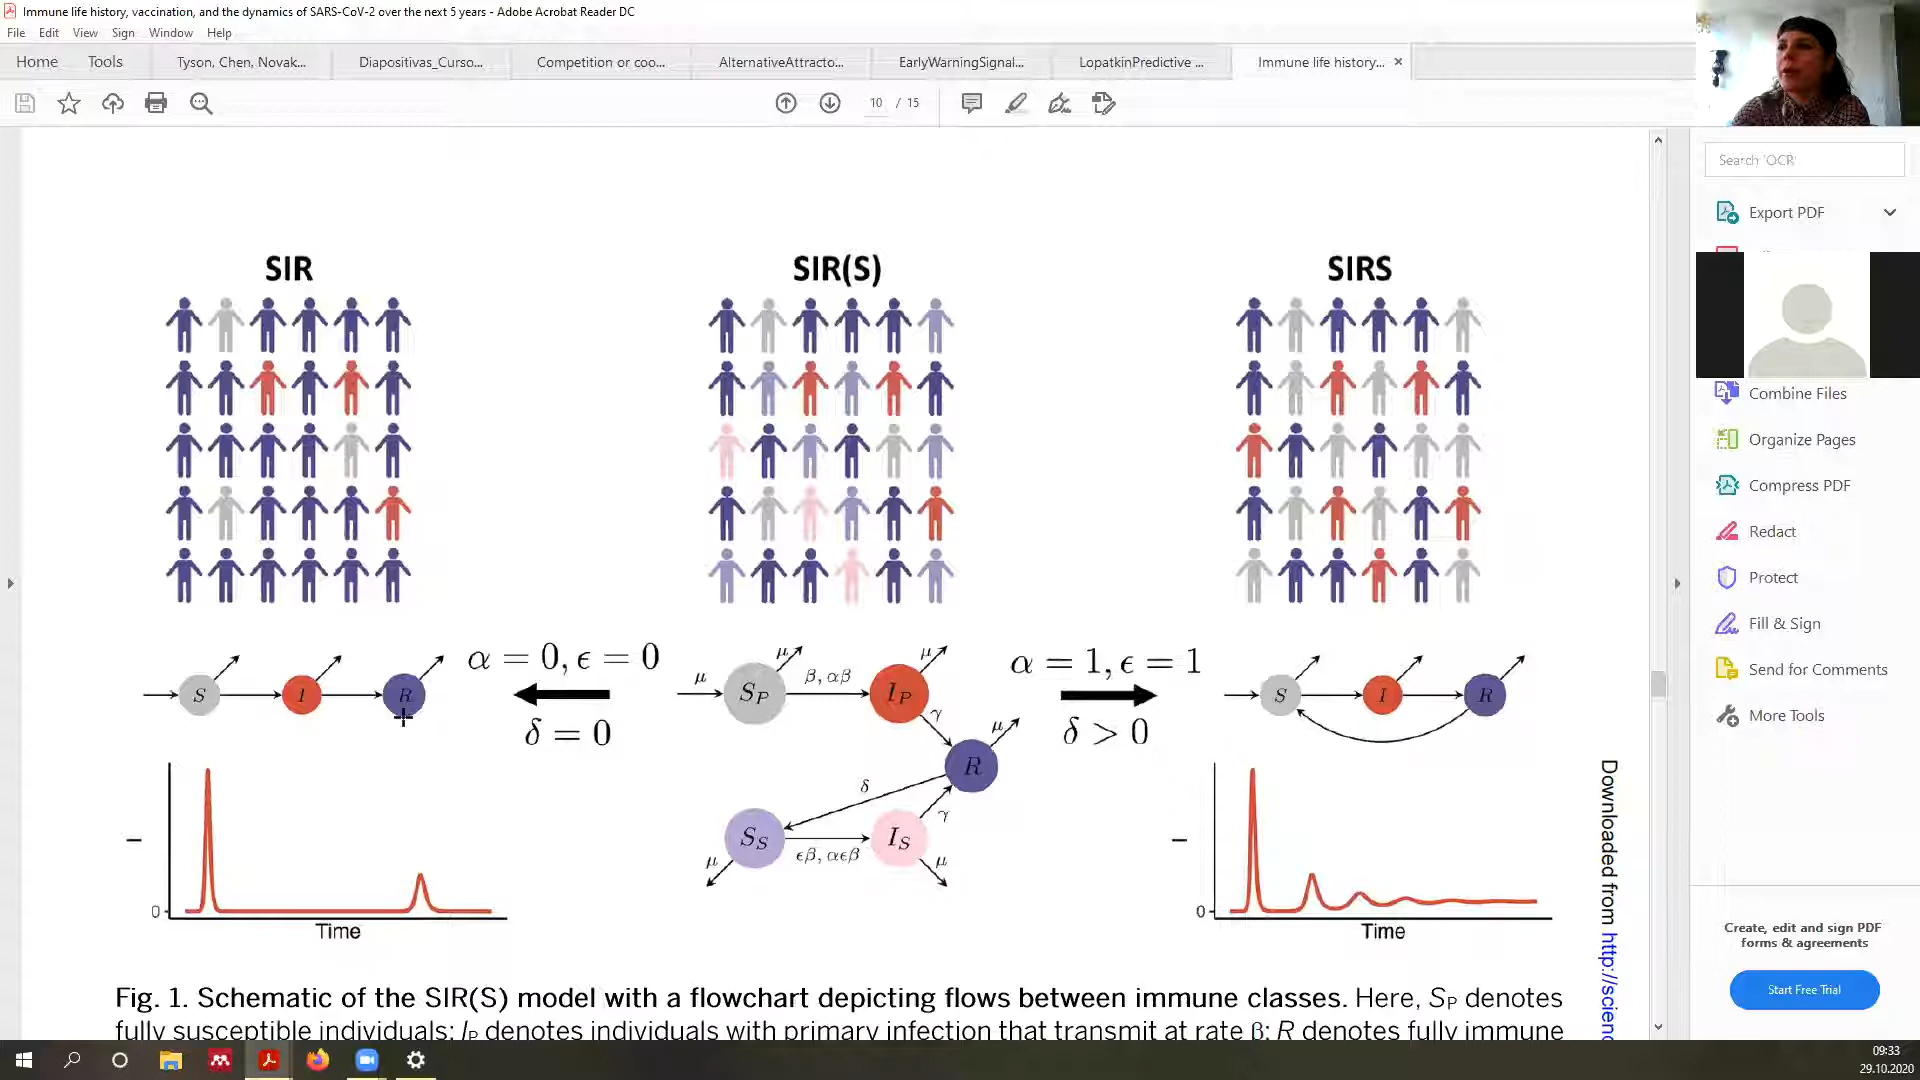 Immune life history, vaccination, and the dynamics of SARS-CoV-2 over the next 5 years - Adobe Acrobat Reader DC
File Edit View Sign Window Help
Home Tools Tyson, Chen, Novak... Diapositivas_Curso... Competition or coo... AlternativeAttracto... EarlyWarningSignal... LopatkinPredictive ... Immune life history... ×
10 / 15
Search 'OCR'
Export PDF
Combine Files
Organize Pages
Compress PDF
Redact
Protect
Fill & Sign
Send for Comments
More Tools
Create, edit and sign PDF
forms & agreements
Start Free Trial
SIR SIR(S) SIRS
S I R
α = 0, ϵ = 0
δ = 0
μ S_P μ β, αβ I_P μ
γ
R μ
δ
S_S μ ϵβ, αϵβ I_S μ
γ
α = 1, ϵ = 1
δ > 0
S I R
I
0
Time
I
0
Time
Downloaded from http://scienc
Fig. 1. Schematic of the SIR(S) model with a flowchart depicting flows between immune classes. Here, S_P denotes
fully susceptible individuals; I_P denotes individuals with primary infection that transmit at rate β; R denotes fully immune
09:33
29.10.2020